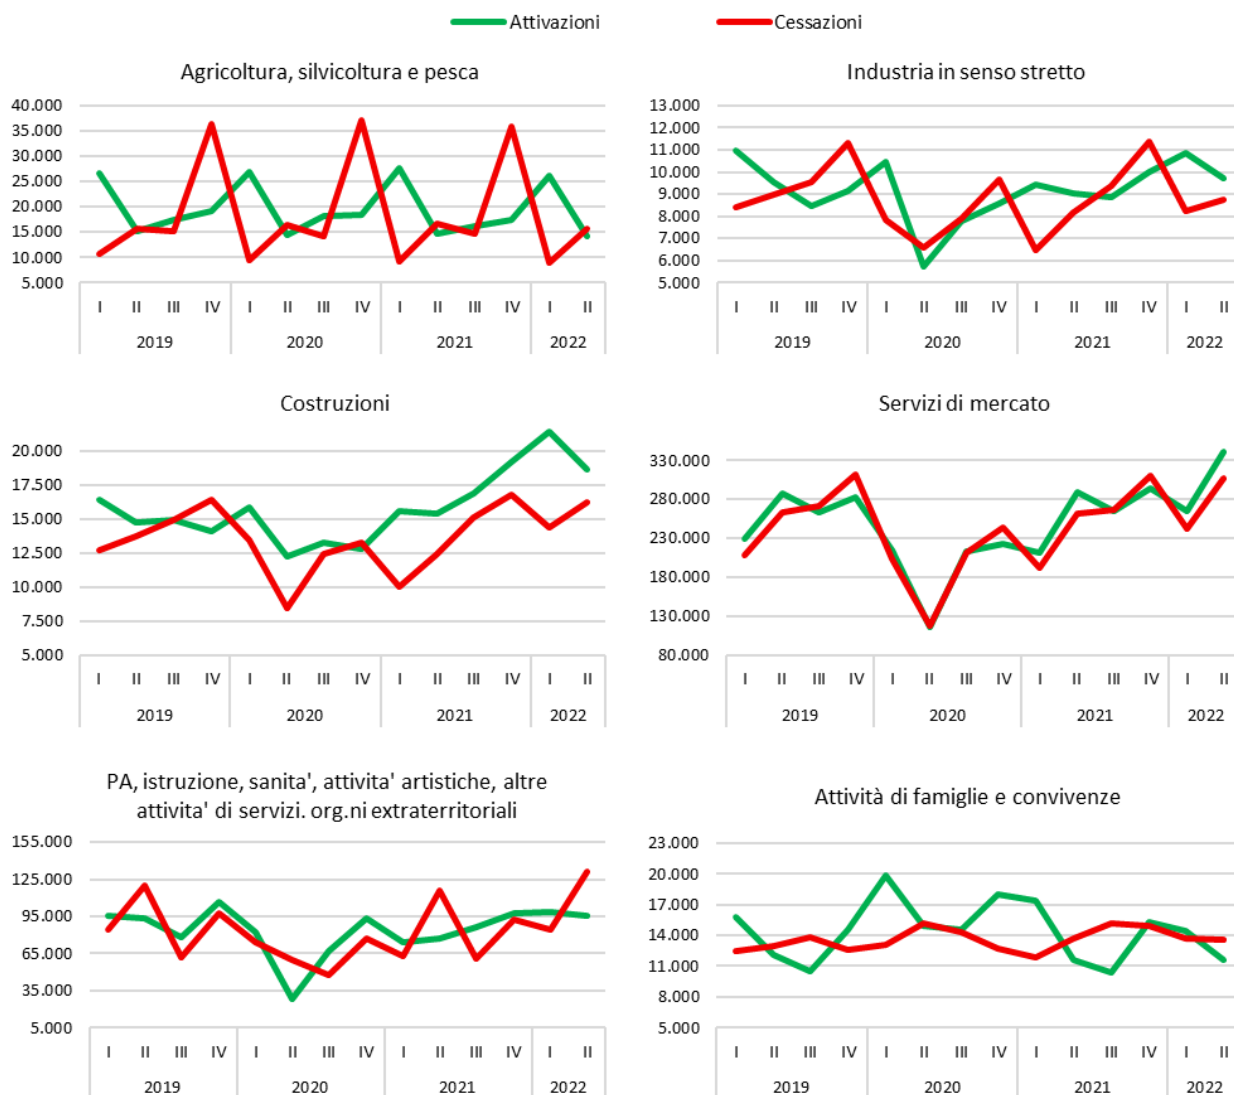 Attivazioni Cessazioni
Agricoltura, silvicoltura e pesca
40.000
35.000
30.000
25.000
20.000
15.000
10.000
5.000
I II III IV I II III IV I II III IV I II
2019 2020 2021 2022
Industria in senso stretto
13.000
12.000
11.000
10.000
9.000
8.000
7.000
6.000
5.000
I II III IV I II III IV I II III IV I II
2019 2020 2021 2022
Costruzioni
20.000
17.500
15.000
12.500
10.000
7.500
5.000
I II III IV I II III IV I II III IV I II
2019 2020 2021 2022
Servizi di mercato
330.000
280.000
230.000
180.000
130.000
80.000
I II III IV I II III IV I II III IV I II
2019 2020 2021 2022
PA, istruzione, sanita', attivita' artistiche, altre
attivita' di servizi. org.ni extraterritoriali
155.000
125.000
95.000
65.000
35.000
5.000
I II III IV I II III IV I II III IV I II
2019 2020 2021 2022
Attività di famiglie e convivenze
23.000
20.000
17.000
14.000
11.000
8.000
5.000
I II III IV I II III IV I II III IV I II
2019 2020 2021 2022